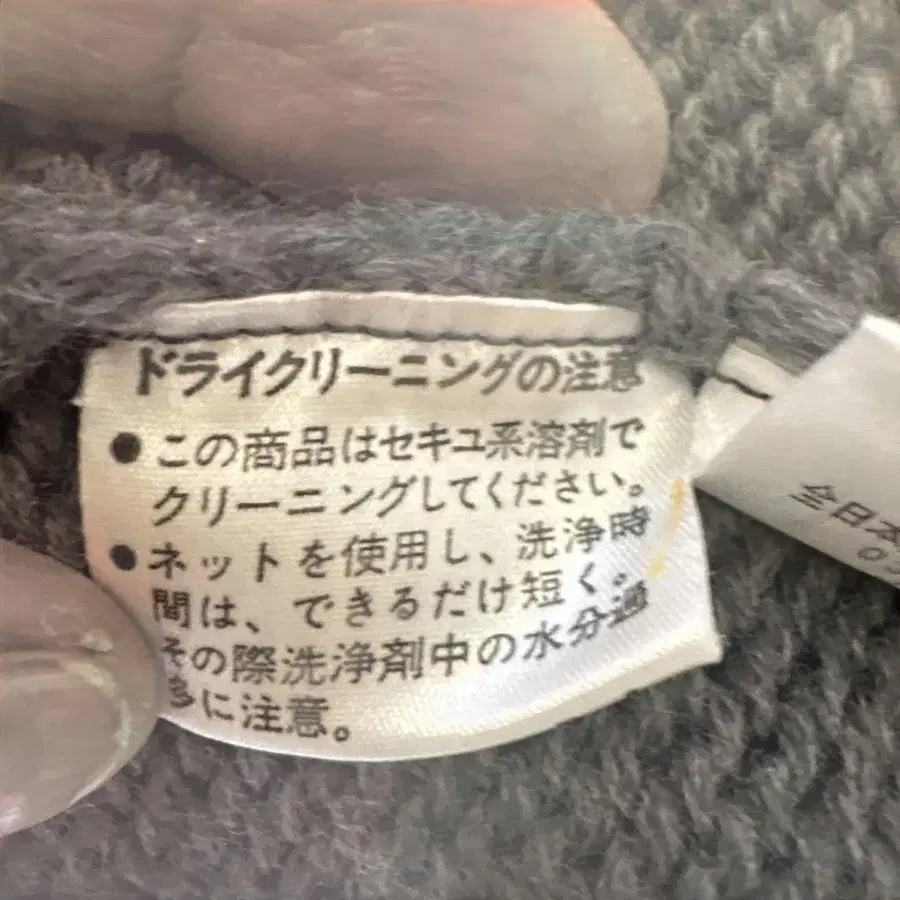 ドライクリーニングの注意
●この商品はセキユ系溶剤で
クリーニングしてください。
●ネットを使用し、洗浄時
間は、できるだけ短く。
その際洗浄剤中の水分過
多に注意。
全日本